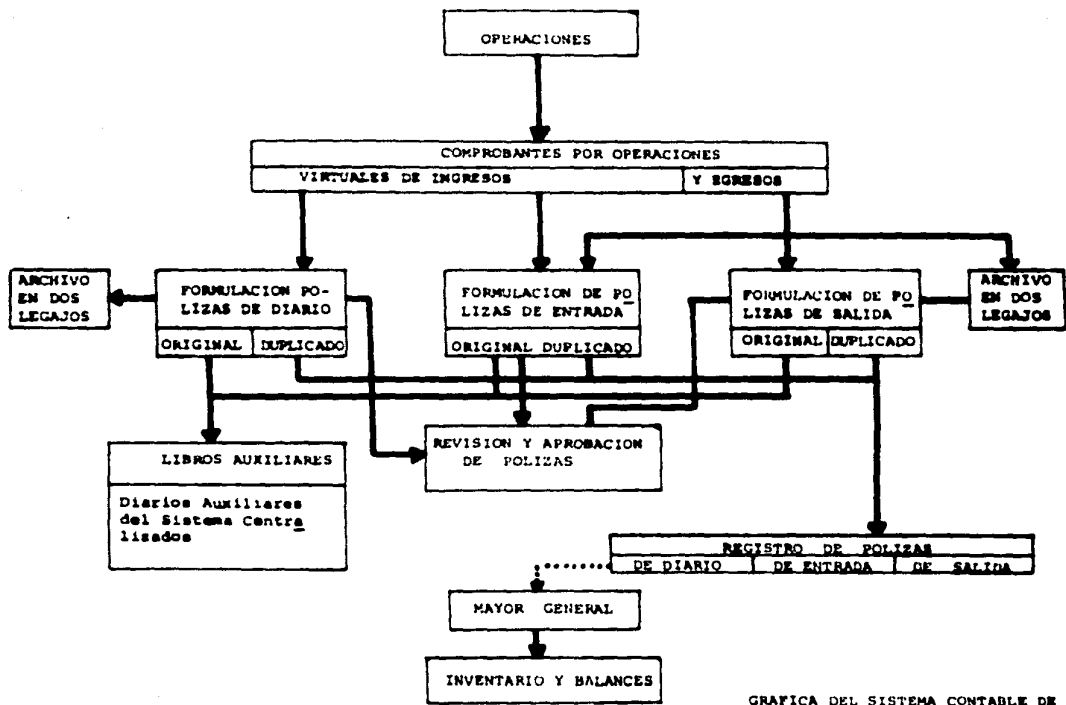 OPERACIONES
COMPROBANTES POR OPERACIONES
VIRTUALES DE INGRESOS
Y EGRESOS
ARCHIVO
EN DOS
LEGAJOS
FORMULACION PO-
LIZAS DE DIARIO
ORIGINAL DUPLICADO
FORMULACION DE PO
LIZAS DE ENTRADA
ORIGINAL DUPLICADO
FORMULACION DE PO
LIZAS DE SALIDA
ORIGINAL DUPLICADO
ARCHIVO
EN DOS
LEGAJOS
LIBROS AUXILIARES
Diarios Auxiliares
del Sistema Centra
lizados
REVISION Y APROBACION
DE POLIZAS
REGISTRO DE POLIZAS
DE DIARIO DE ENTRADA DE SALIDA
MAYOR GENERAL
INVENTARIO Y BALANCES
GRAFICA DEL SISTEMA CONTABLE DE